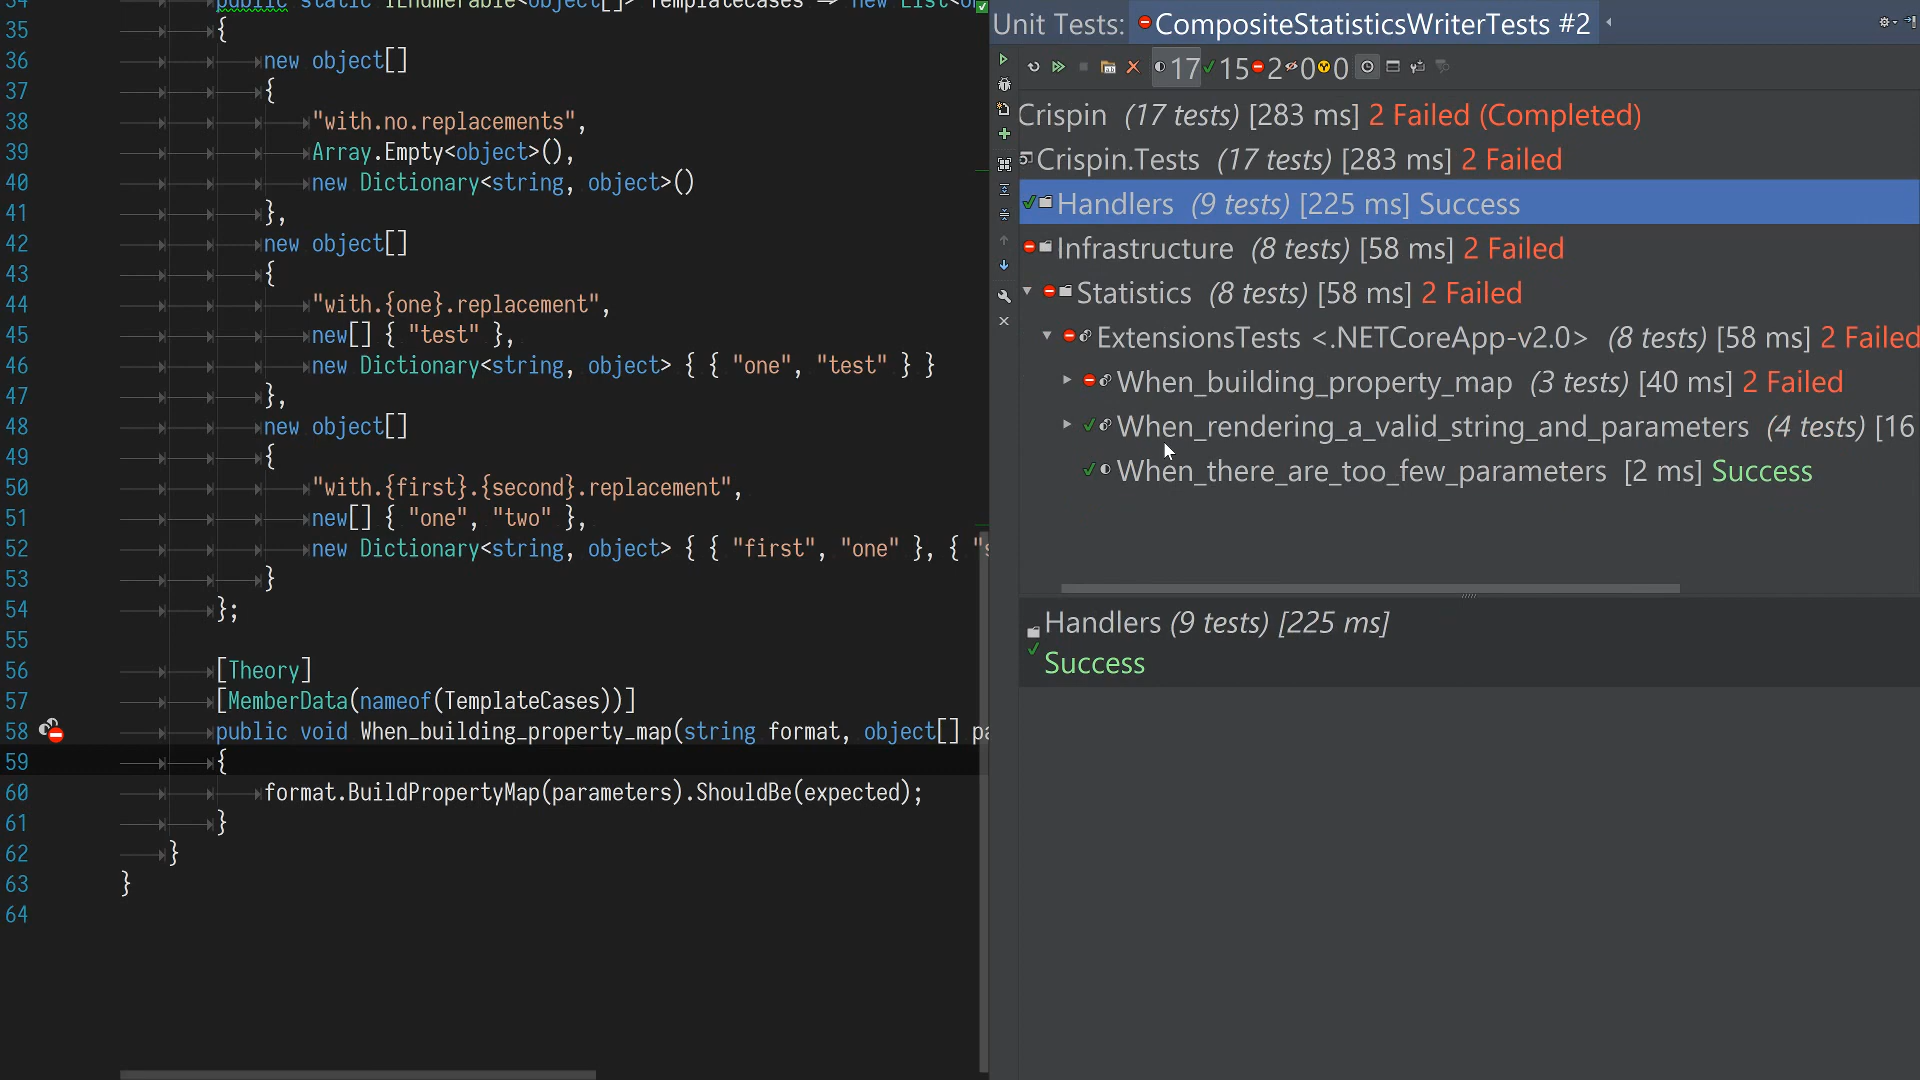 35 {
36 new object[]
37 {
38 "with.no.replacements",
39 Array.Empty<object>(),
40 new Dictionary<string, object>()
41 },
42 new object[]
43 {
44 "with.{one}.replacement",
45 new[] { "test" },
46 new Dictionary<string, object> { { "one", "test" } }
47 },
48 new object[]
49 {
50 "with.{first}.{second}.replacement",
51 new[] { "one", "two" },
52 new Dictionary<string, object> { { "first", "one" }, { "s
53 }
54 };
55
56 [Theory]
57 [MemberData(nameof(TemplateCases))]
58 public void When_building_property_map(string format, object[] pa
59 {
60 format.BuildPropertyMap(parameters).ShouldBe(expected);
61 }
62 }
63 }
64
Unit Tests: CompositeStatisticsWriterTests #2
17 15 2 0 0
Crispin (17 tests) [283 ms] 2 Failed (Completed)
Crispin.Tests (17 tests) [283 ms] 2 Failed
Handlers (9 tests) [225 ms] Success
Infrastructure (8 tests) [58 ms] 2 Failed
Statistics (8 tests) [58 ms] 2 Failed
ExtensionsTests <.NETCoreApp-v2.0> (8 tests) [58 ms] 2 Failed
When_building_property_map (3 tests) [40 ms] 2 Failed
When_rendering_a_valid_string_and_parameters (4 tests) [16
When_there_are_too_few_parameters [2 ms] Success
Handlers (9 tests) [225 ms]
Success